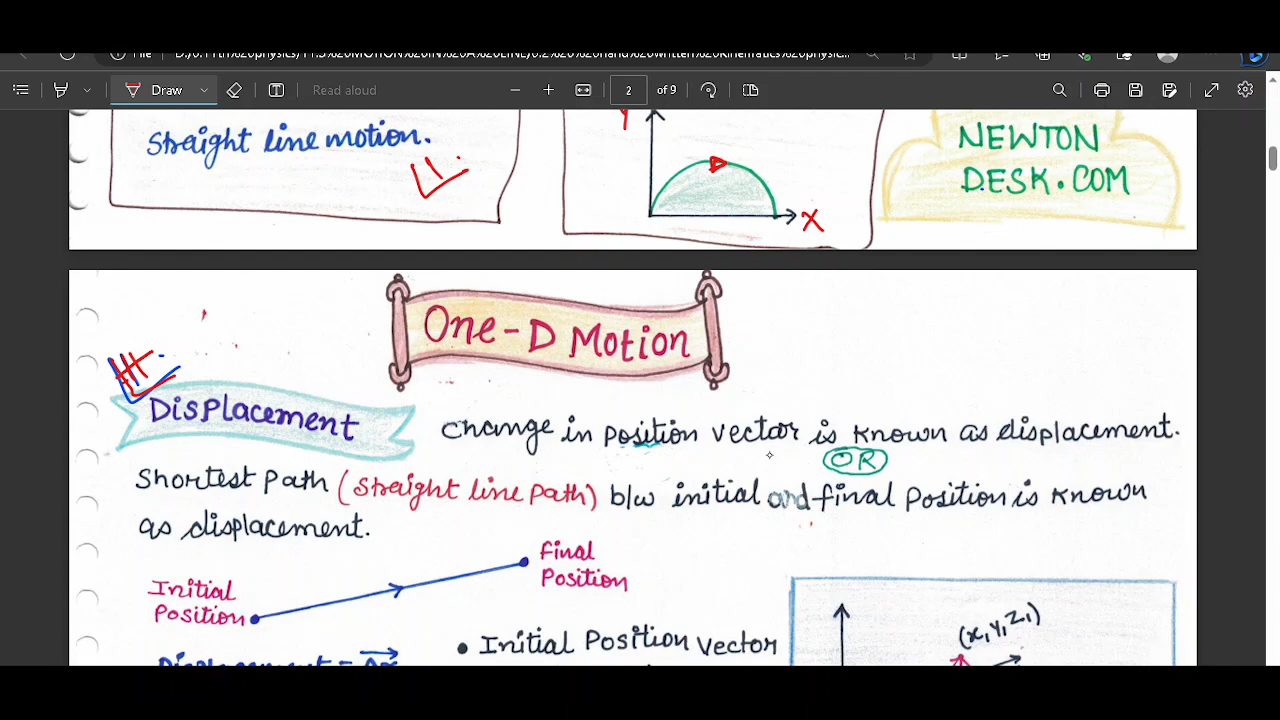 Draw
Read aloud
2 of 9
Straight line motion.
Y
X
NEWTON
DESK.COM
One-D Motion
Displacement
Change in position vector is known as displacement.
OR
Shortest Path (Straight line path) b/w initial and final position is known
as displacement.
Initial
Position
Final
Position
• Initial Position Vector
(x, Y, Z,)